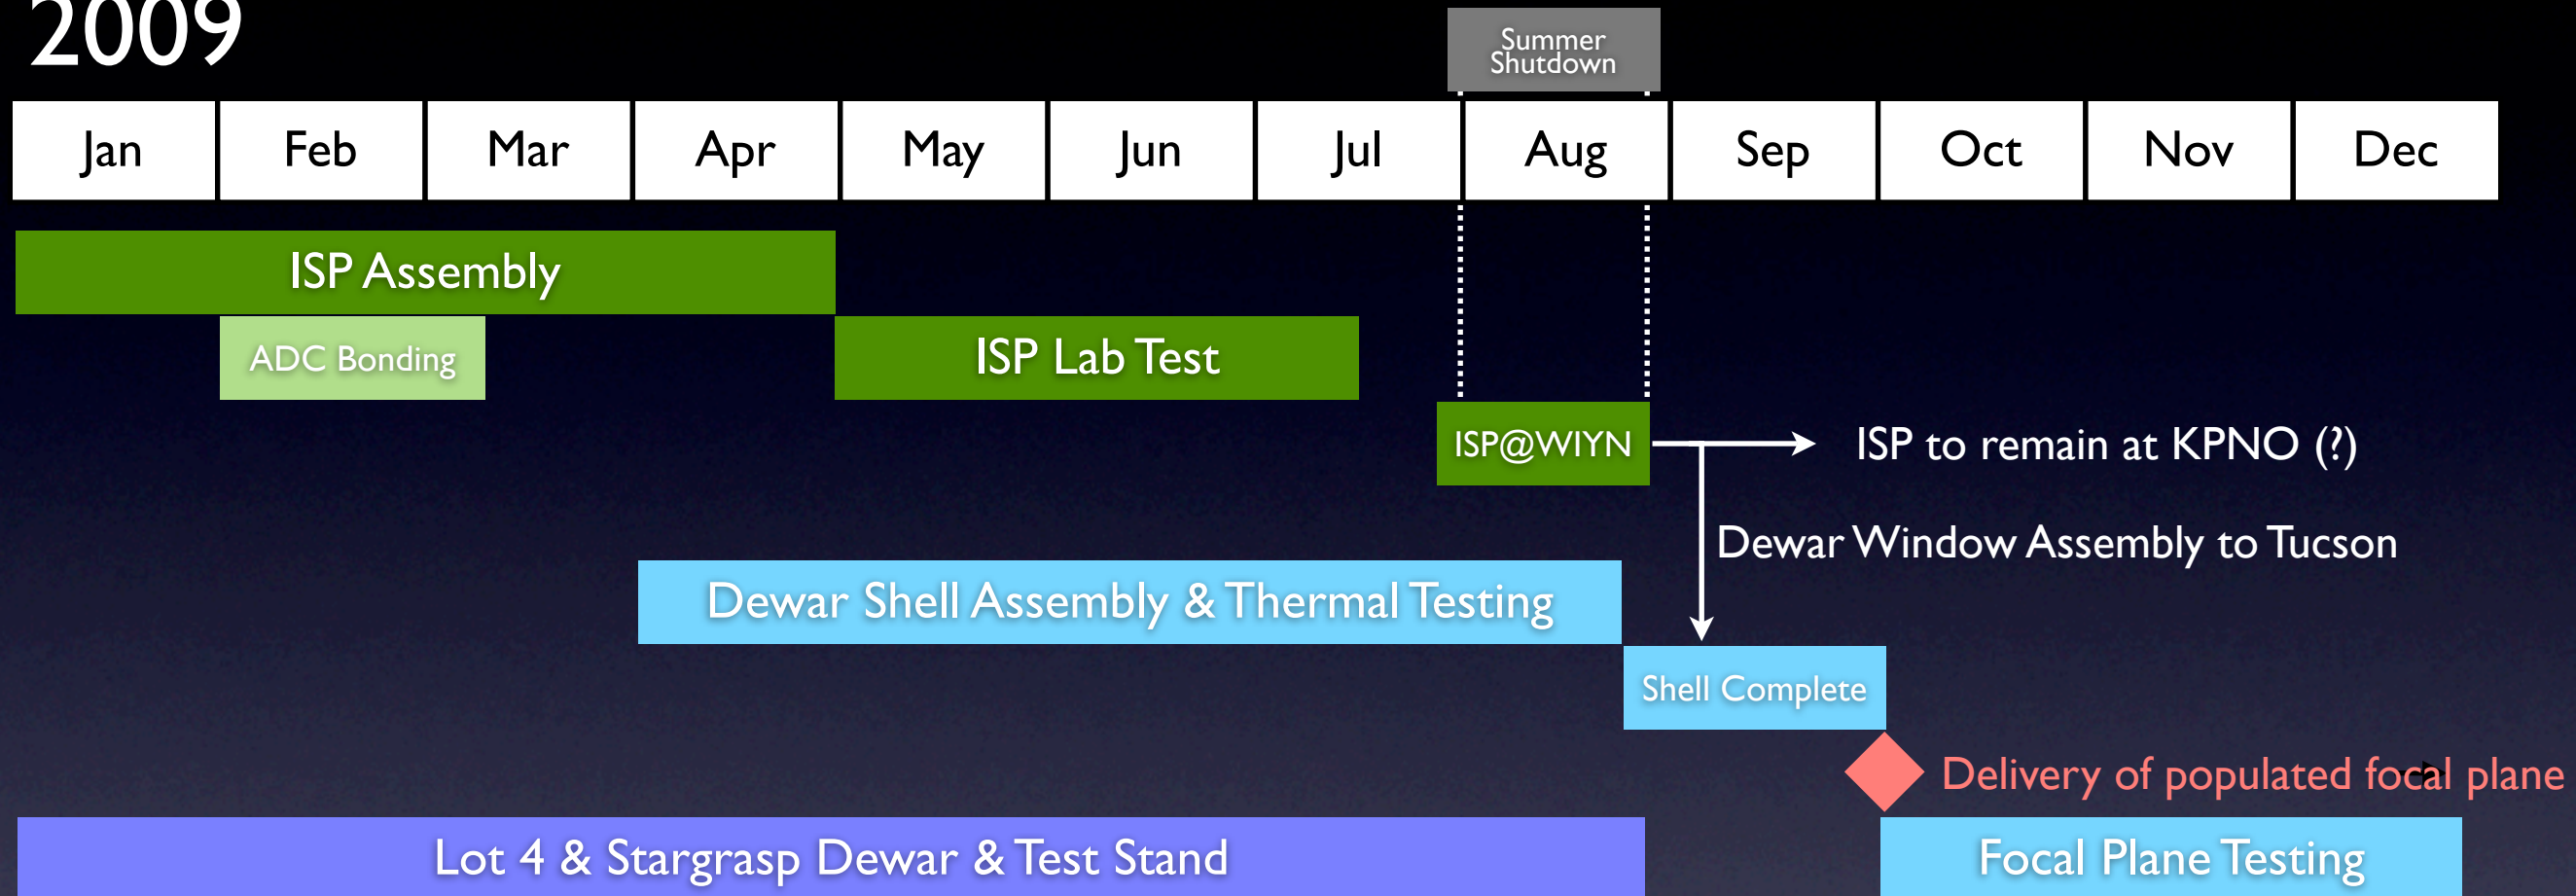 2009
Summer
Shutdown
Jan Feb Mar Apr May Jun Jul Aug Sep Oct Nov Dec
ISP Assembly
ADC Bonding
ISP Lab Test
ISP@WIYN
ISP to remain at KPNO (?)
Dewar Window Assembly to Tucson
Dewar Shell Assembly & Thermal Testing
Shell Complete
Delivery of populated focal plane
Lot 4 & Stargrasp Dewar & Test Stand
Focal Plane Testing